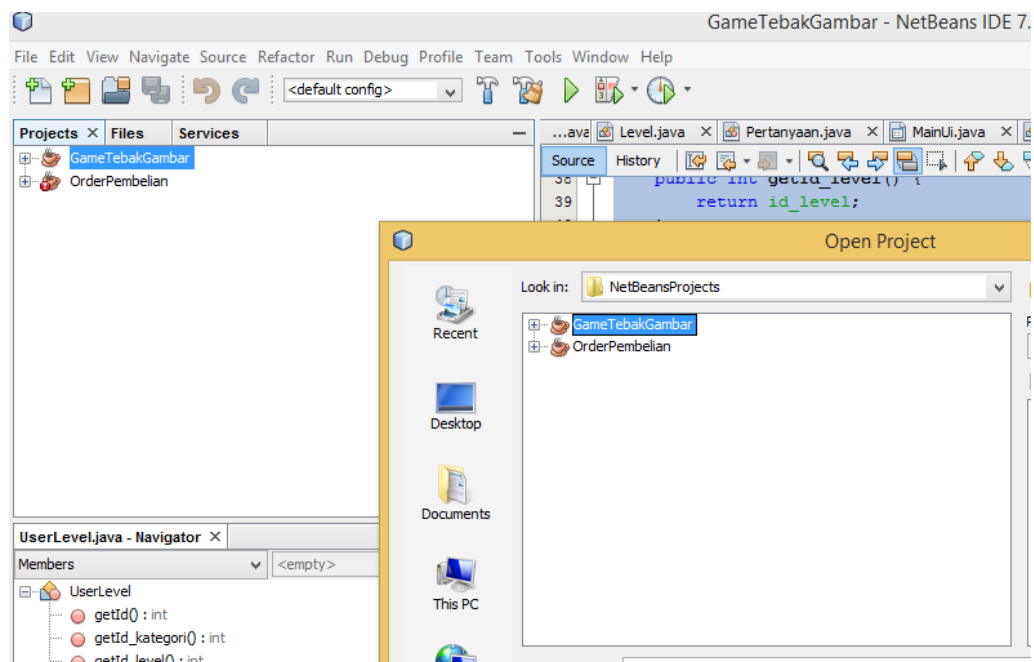 GameTebakGambar - NetBeans IDE 7.
File Edit View Navigate Source Refactor Run Debug Profile Team Tools Window Help
<default config>
Projects Files Services
...ava Level.java Pertanyaan.java MainUi.java
GameTebakGambar
OrderPembelian
Source History
38 public int getId_level() {
39 return id_level;
Open Project
Look in: NetBeansProjects
GameTebakGambar
OrderPembelian
Recent
Desktop
Documents
This PC
UserLevel.java - Navigator
Members <empty>
UserLevel
getId() : int
getId_kategori() : int
getId_level() : int